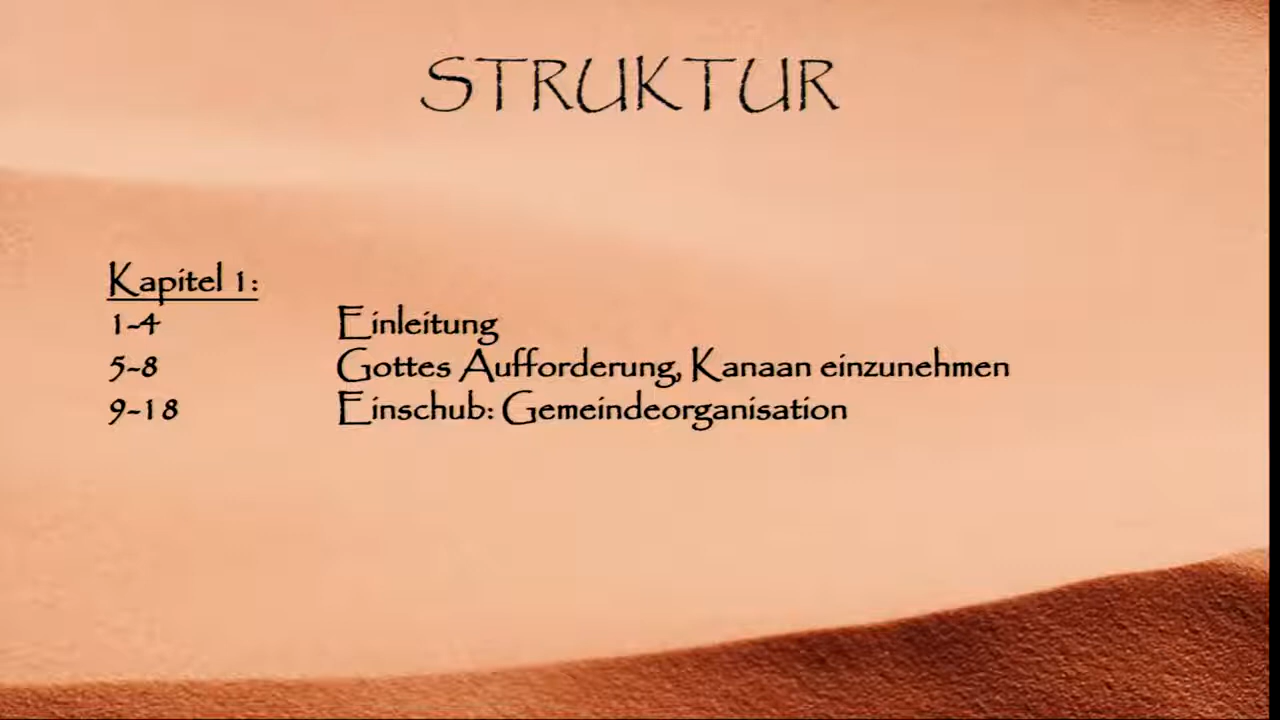 STRUKTUR
Kapitel 1:
1-4 Einleitung
5-8 Gottes Aufforderung, Kanaan einzunehmen
9-18 Einschub: Gemeindeorganisation